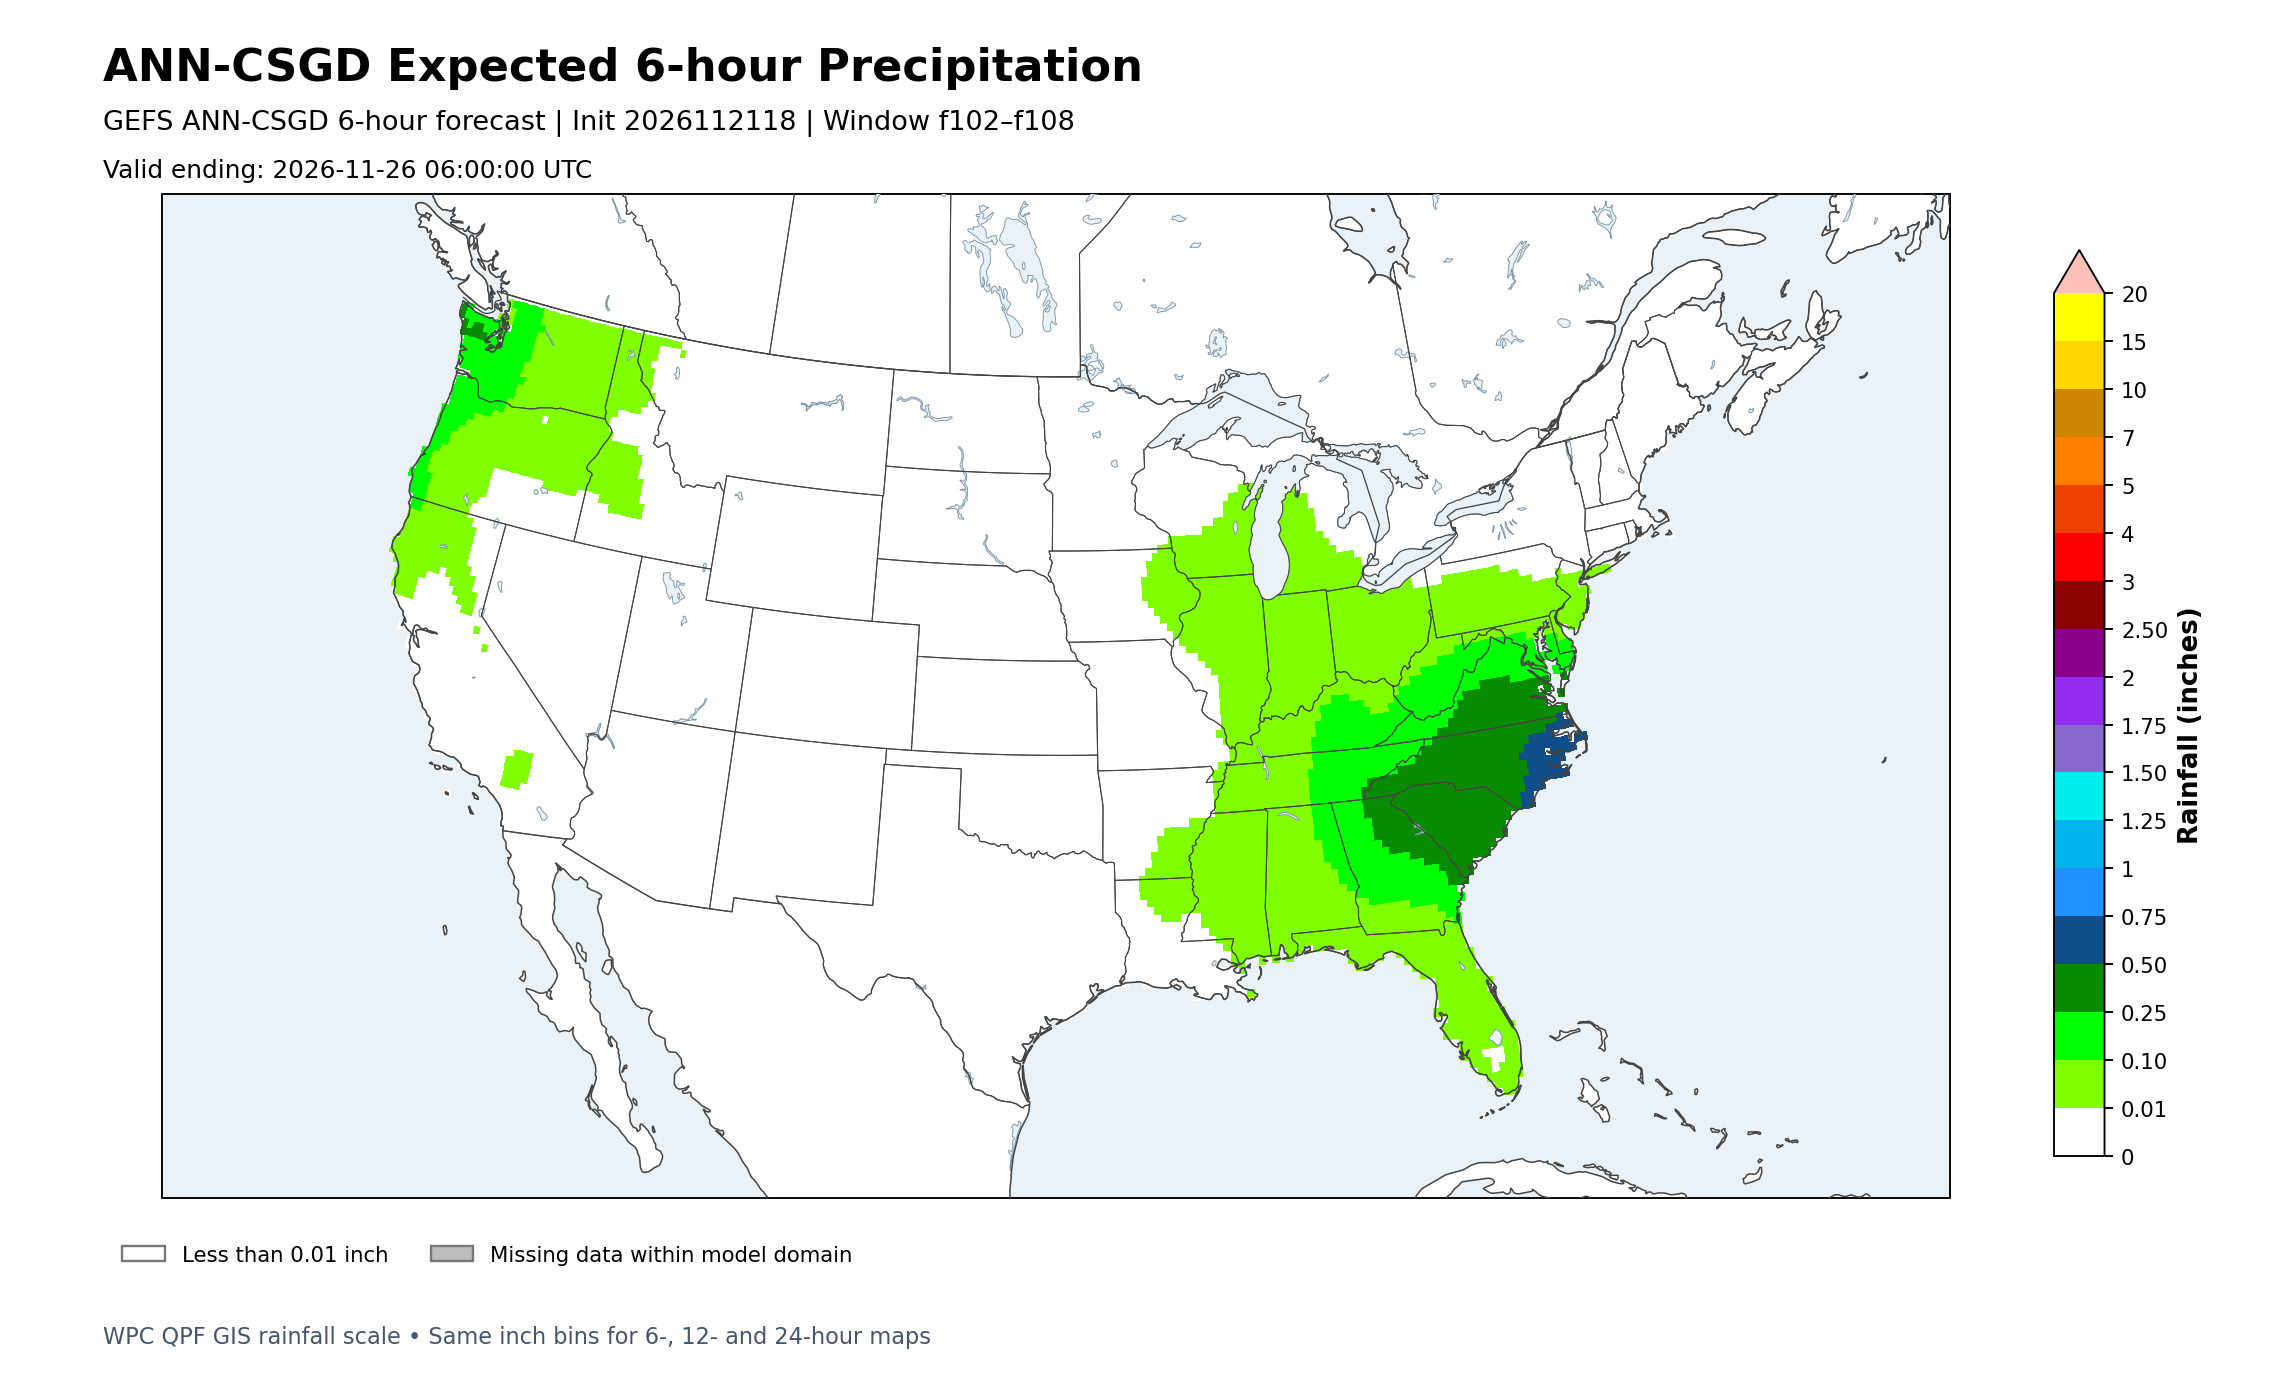 ANN-CSGD Expected 6-hour Precipitation
GEFS ANN-CSGD 6-hour forecast | Init 2026112118 | Window f102–f108
Valid ending: 2026-11-26 06:00:00 UTC
20
15
10
7
5
4
3
2.50
2
1.75
1.50
1.25
1
0.75
0.50
0.25
0.10
0.01
0
Rainfall (inches)
Less than 0.01 inch
Missing data within model domain
WPC QPF GIS rainfall scale • Same inch bins for 6-, 12- and 24-hour maps